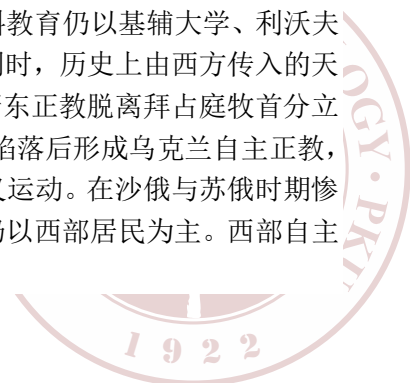 科教育仍以基辅大学、利沃夫
时，历史上由西方传入的天
东正教脱离拜占庭牧首分立
陷落后形成乌克兰自主正教，
运动。在沙俄与苏俄时期惨
以西部居民为主。西部自主
OGY · PK
1922